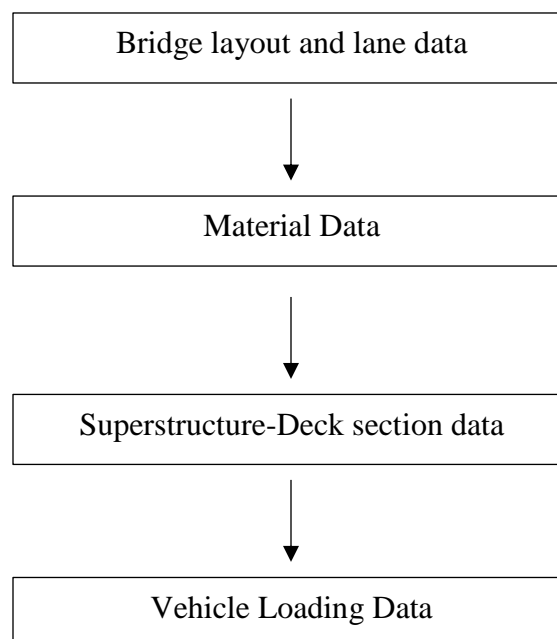 Bridge layout and lane data
Material Data
Superstructure-Deck section data
Vehicle Loading Data